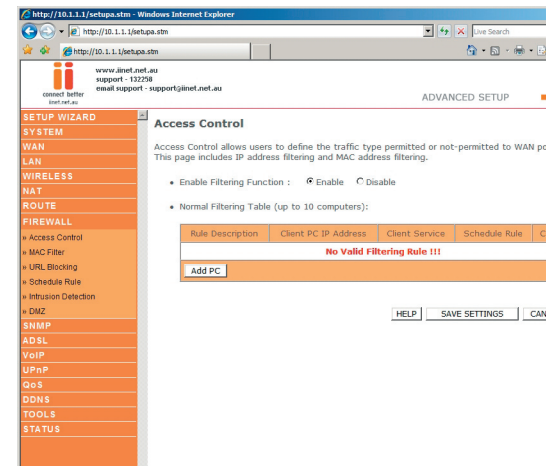 http://10.1.1.1/setupa.stm - Windows Internet Explorer
http://10.1.1.1/setupa.stm
Live Search
http://10.1.1.1/setupa.stm
www.iinet.net.au
support - 132258
email support - support@iinet.net.au
connect better
iinet.net.au
ADVANCED SETUP
SETUP WIZARD
SYSTEM
WAN
LAN
WIRELESS
NAT
ROUTE
FIREWALL
» Access Control
» MAC Filter
» URL Blocking
» Schedule Rule
» Intrusion Detection
» DMZ
SNMP
ADSL
VoIP
UPnP
QoS
DDNS
TOOLS
STATUS
Access Control
Access Control allows users to define the traffic type permitted or not-permitted to WAN po
This page includes IP address filtering and MAC address filtering.
• Enable Filtering Function : Enable Disable
• Normal Filtering Table (up to 10 computers):
Rule Description Client PC IP Address Client Service Schedule Rule C
No Valid Filtering Rule !!!
Add PC
HELP SAVE SETTINGS CAN